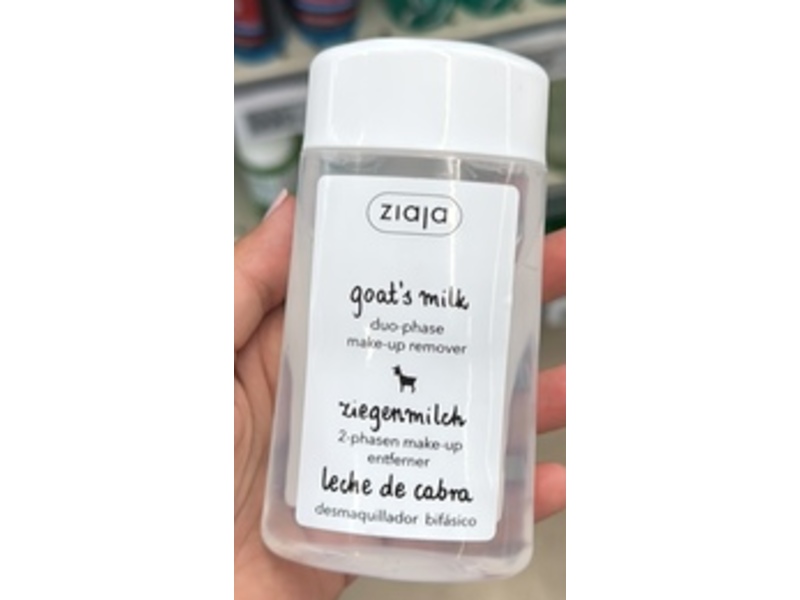 ziaja
goat's milk
duo-phase
make-up remover
ziegenmilch
2-phasen make-up
entferner
leche de cabra
desmaquillador bifásico